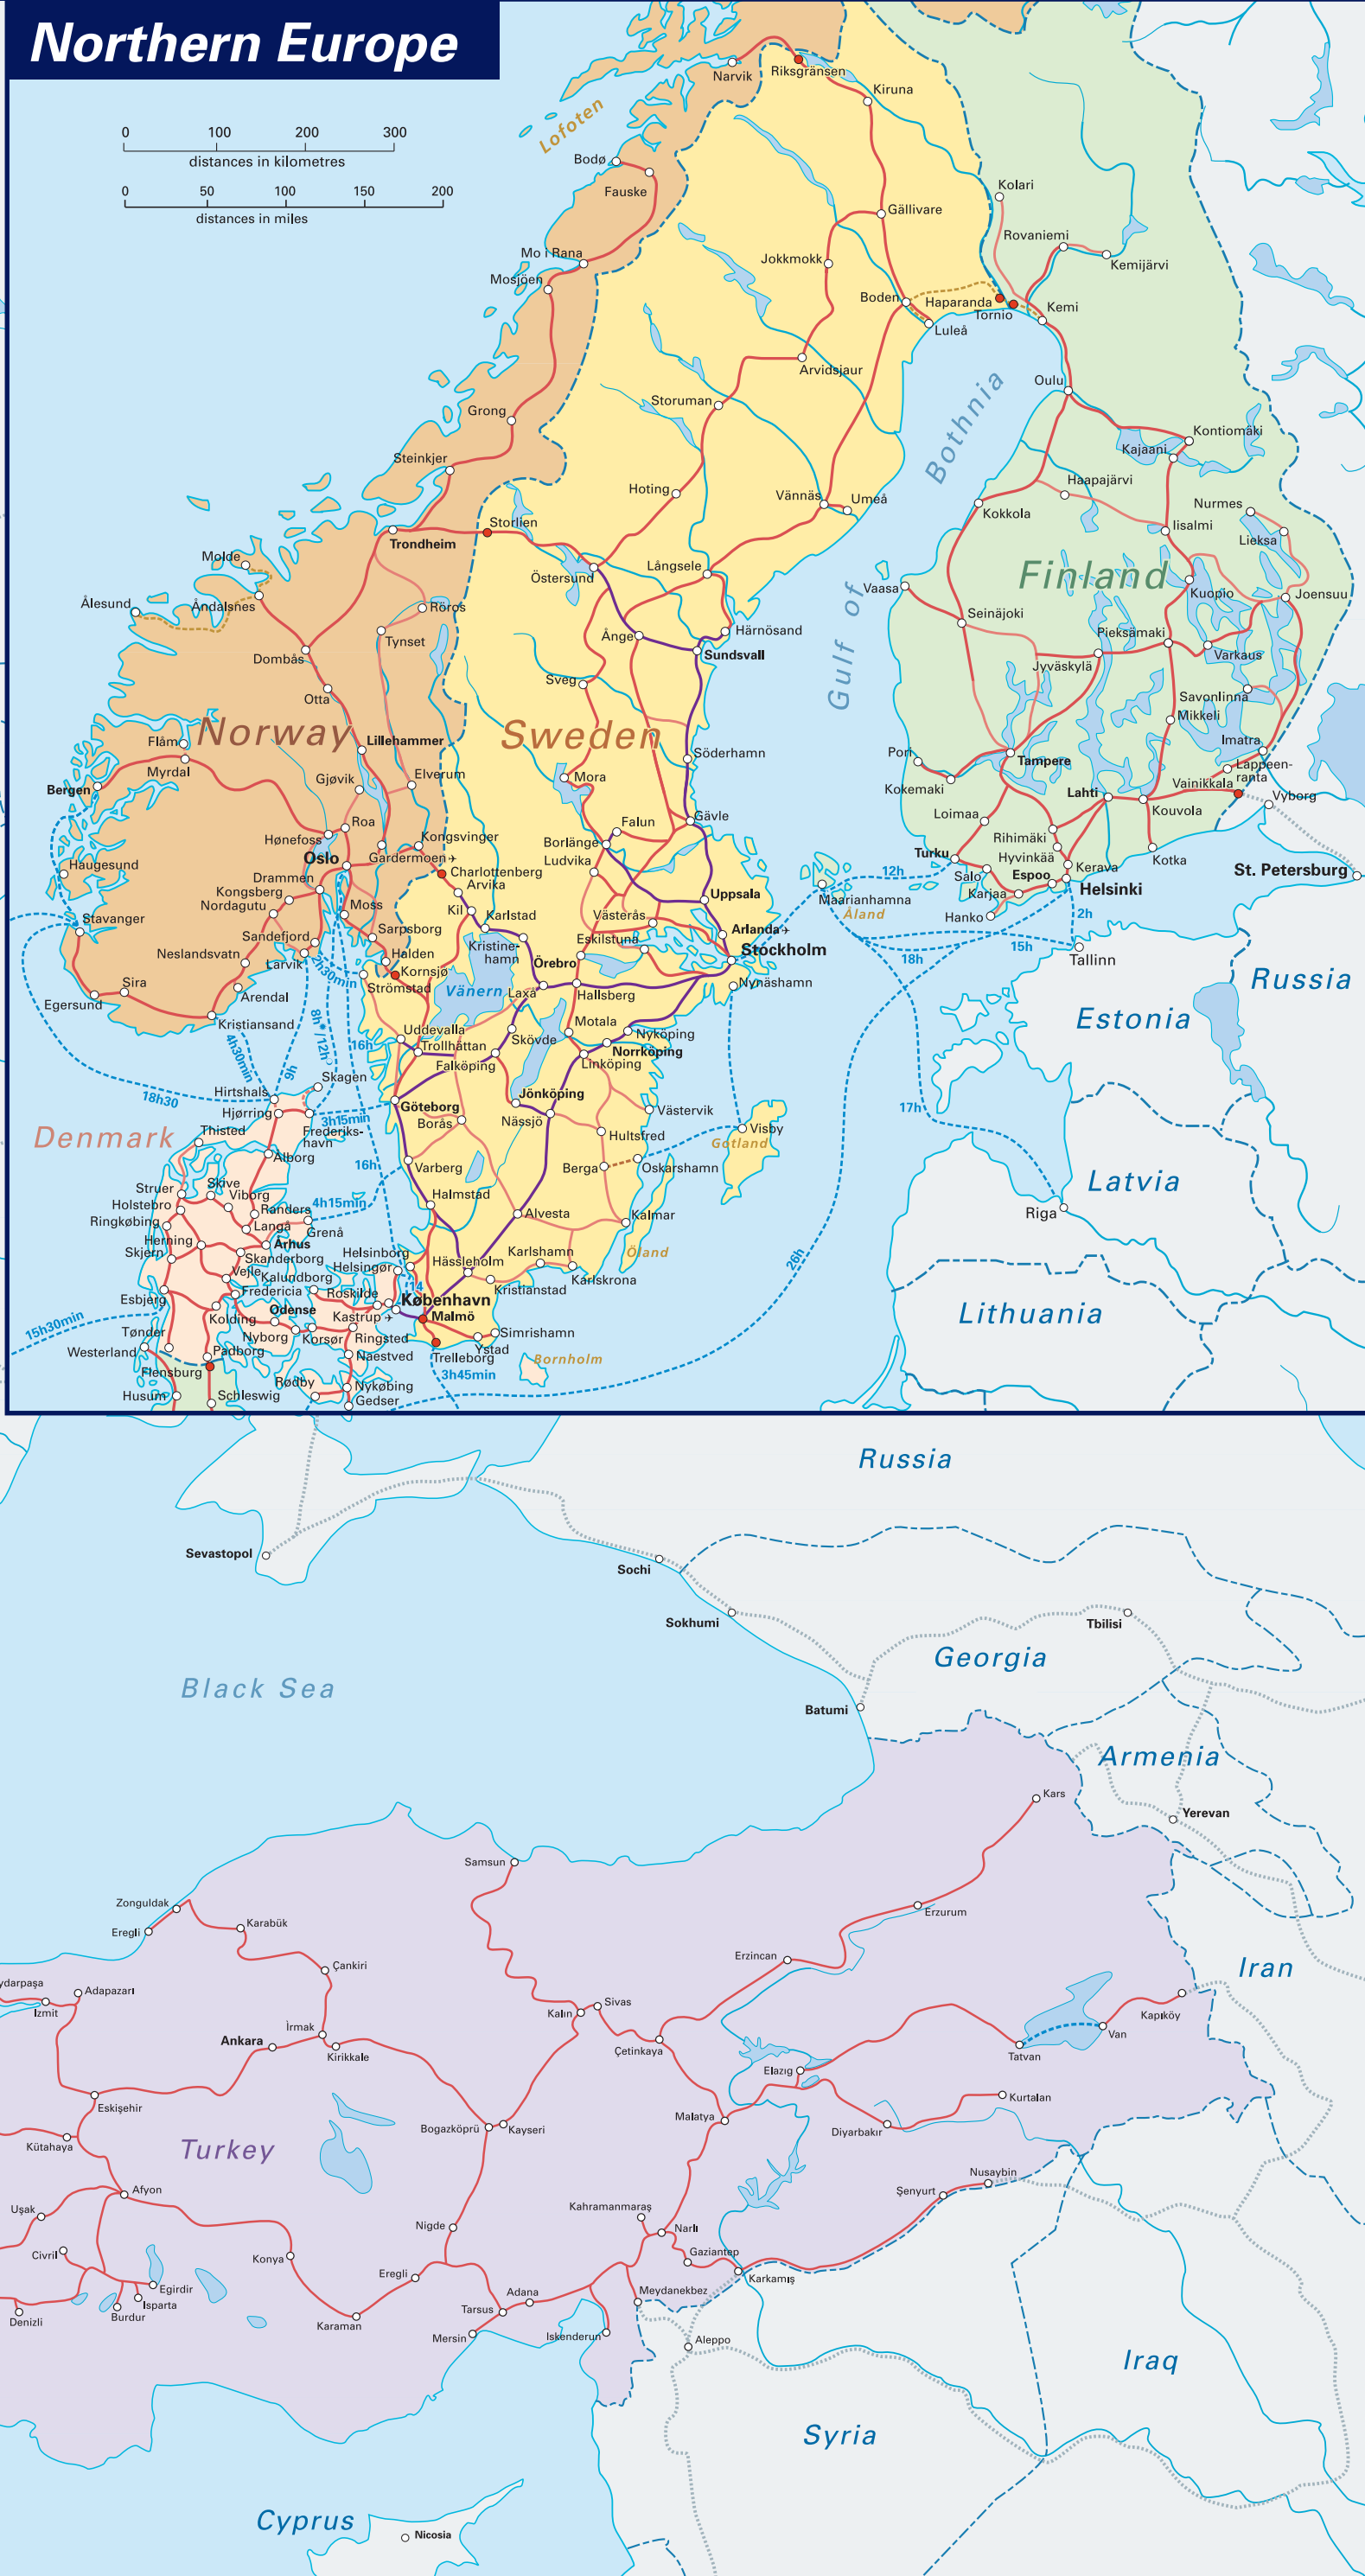 Northern Europe
0 100 200 300
distances in kilometres
0 50 100 150 200
distances in miles
Lofoten
Narvik
Riksgränsen
Kiruna
Bodø
Fauske
Kolari
Gällivare
Rovaniemi
Mo i Rana
Jokkmokk
Kemijärvi
Mosjöen
Boden
Haparanda
Tornio
Kemi
Luleå
Arvidsjaur
Oulu
Storuman
Grong
Bothnia
Kontiomäki
Kajaani
Steinkjer
Hoting
Vännäs
Umeå
Haapajärvi
Nurmes
Kokkola
Iisalmi
Storlien
Lieksa
Trondheim
Molde
Östersund
Långsele
Finland
Gulf of
Vaasa
Kuopio
Joensuu
Ålesund
Åndalsnes
Röros
Seinäjoki
Tynset
Ånge
Härnösand
Pieksämaki
Dombås
Sundsvall
Jyväskylä
Varkaus
Sveg
Otta
Savonlinna
Norway
Sweden
Mikkeli
Flåm
Lillehammer
Imatra
Myrdal
Söderhamn
Pori
Tampere
Lappeen-
ranta
Bergen
Gjøvik
Elverum
Mora
Kokemaki
Lahti
Vainikkala
Vyborg
Kouvola
Roa
Falun
Gävle
Loimaa
Hønefoss
Kongsvinger
Borlänge
Rihimäki
Oslo
Gardermoen
Ludvika
Turku
Hyvinkää
Kotka
Haugesund
Charlottenberg
12h
Salo
Espoo
Kerava
St. Petersburg
Drammen
Arvika
Uppsala
Maarianhamna
Karjaa
Helsinki
Kongsberg
Nordagutu
Moss
Kil
Karlstad
Västerås
Åland
Hanko
2h
Stavanger
Sarpsborg
Arlanda
Sandefjord
Kristine-
hamn
Eskilstuna
Stockholm
15h
Neslandsvatn
Larvik
Halden
Örebro
18h
Tallinn
Kornsjø
Sira
2h30min
Strömstad
Vänern
Laxa
Hallsberg
Nynäshamn
Russia
Egersund
Arendal
Kristiansand
Motala
Estonia
8h*/12h
4h30min
16h
Uddevalla
Trollhättan
Skövde
Nyköping
Norrköping
Falköping
Linköping
9h
Skagen
Hirtshals
18h30
Jönköping
Hjørring
Göteborg
Västervik
17h
3h15min
Borås
Nässjö
Denmark
Thisted
Frederiks-
havn
Hultsfred
Visby
Gotland
Ålborg
16h
Varberg
Berga
Oskarshamn
Struer
Skive
Viborg
Latvia
Holstebro
4h15min
Halmstad
Ringkøbing
Randers
Langå
Grenå
Alvesta
Kalmar
Riga
Herning
Århus
Skjern
Skanderborg
Helsinborg
Helsingør
Hässleholm
Karlshamn
Öland
26h
Vejle
Kalundborg
Karlskrona
Esbjerg
Fredericia
Roskilde
Kristianstad
København
Lithuania
Odense
Kolding
Kastrup
Malmö
15h30min
Tønder
Nyborg
Korsør
Ringsted
Simrishamn
Ystad
Westerland
Padborg
Naestved
Trelleborg
Bornholm
Flensburg
3h45min
Rødby
Nykøbing
Husum
Schleswig
Gedser
Russia
Sevastopol
Sochi
Sokhumi
Tbilisi
Georgia
Black Sea
Batumi
Armenia
Kars
Yerevan
Samsun
Zonguldak
Eregli
Karabük
Erzurum
Erzincan
Çankiri
Iran
ydarpaşa
Adapazarı
Izmit
Kalın
Sivas
Kapıköy
Ankara
İrmak
Kirikkale
Çetinkaya
Van
Tatvan
Elazıg
Eskişehir
Kurtalan
Bogazköprü
Kayseri
Malatya
Diyarbakır
Kütahaya
Turkey
Nusaybin
Afyon
Şenyurt
Uşak
Kahramanmaraş
Nigde
Narlı
Civril
Konya
Gaziantep
Eregli
Karkamış
Egirdir
Isparta
Meydanekbez
Denizli
Burdur
Adana
Tarsus
Karaman
Mersin
Iskenderun
Aleppo
Iraq
Syria
Cyprus
Nicosia